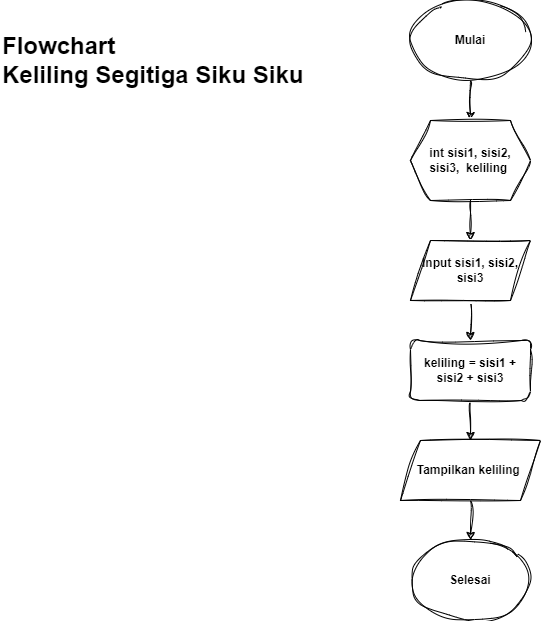 Flowchart
Keliling Segitiga Siku Siku
Mulai
int sisi1, sisi2,
sisi3, keliling
Input sisi1, sisi2,
sisi3
keliling = sisi1 +
sisi2 + sisi3
Tampilkan keliling
Selesai